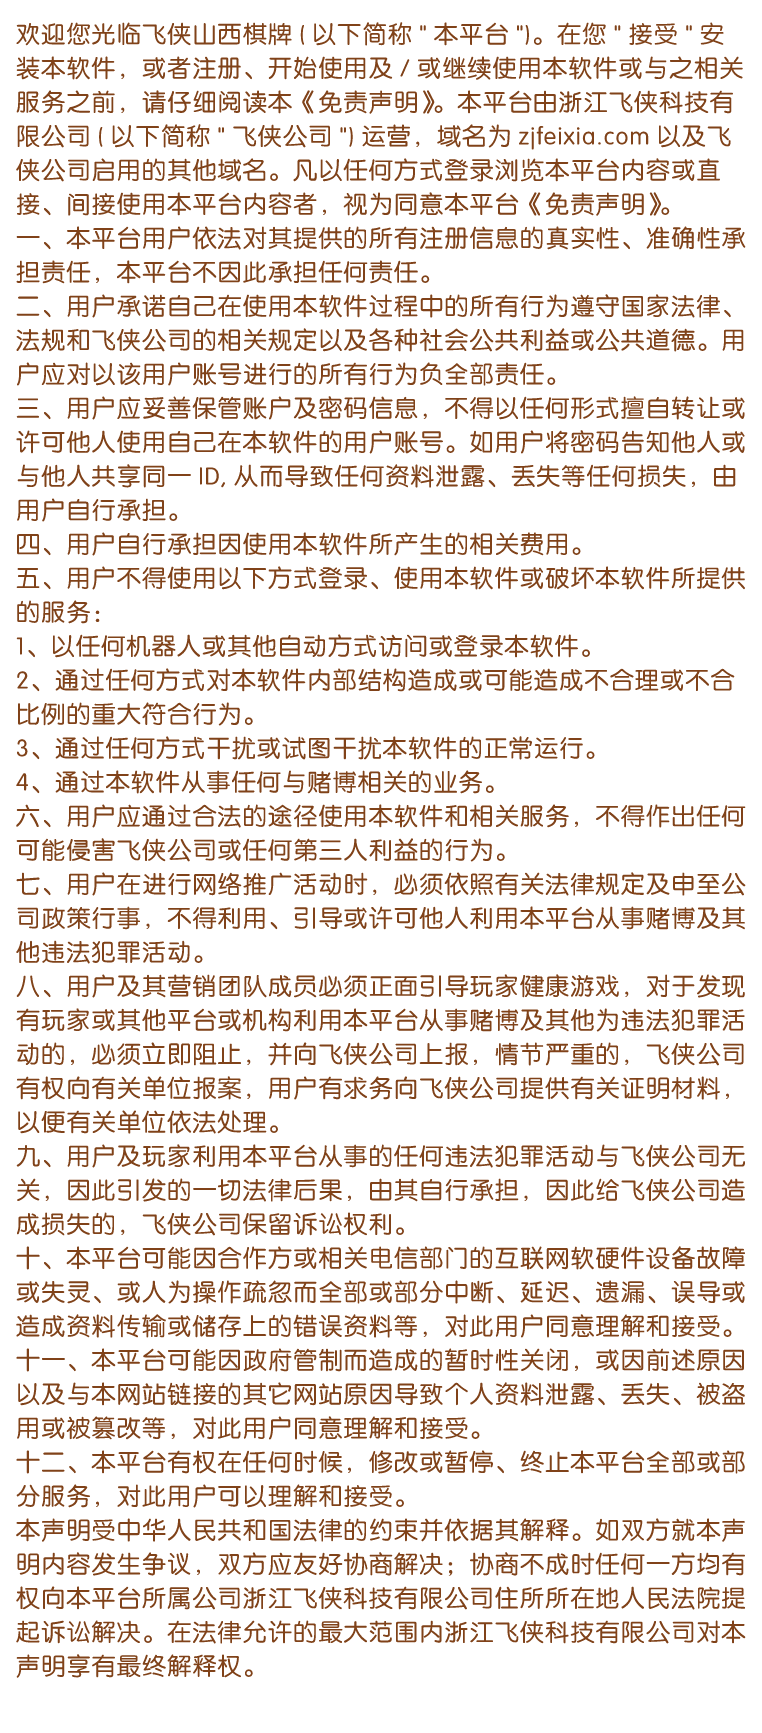 欢迎您光临飞侠山西棋牌 ( 以下简称 " 本平台 ")。在您 " 接受 " 安
装本软件，或者注册、开始使用及 / 或继续使用本软件或与之相关
服务之前，请仔细阅读本《免责声明》。本平台由浙江飞侠科技有
限公司 ( 以下简称 " 飞侠公司 ") 运营，域名为 zjfeixia.com 以及飞
侠公司启用的其他域名。凡以任何方式登录浏览本平台内容或直
接、间接使用本平台内容者，视为同意本平台《免责声明》。
一、本平台用户依法对其提供的所有注册信息的真实性、准确性承
担责任，本平台不因此承担任何责任。
二、用户承诺自己在使用本软件过程中的所有行为遵守国家法律、
法规和飞侠公司的相关规定以及各种社会公共利益或公共道德。用
户应对以该用户账号进行的所有行为负全部责任。
三、用户应妥善保管账户及密码信息，不得以任何形式擅自转让或
许可他人使用自己在本软件的用户账号。如用户将密码告知他人或
与他人共享同一 ID, 从而导致任何资料泄露、丢失等任何损失，由
用户自行承担。
四、用户自行承担因使用本软件所产生的相关费用。
五、用户不得使用以下方式登录、使用本软件或破坏本软件所提供
的服务：
1、以任何机器人或其他自动方式访问或登录本软件。
2、通过任何方式对本软件内部结构造成或可能造成不合理或不合
比例的重大符合行为。
3、通过任何方式干扰或试图干扰本软件的正常运行。
4、通过本软件从事任何与赌博相关的业务。
六、用户应通过合法的途径使用本软件和相关服务，不得作出任何
可能侵害飞侠公司或任何第三人利益的行为。
七、用户在进行网络推广活动时，必须依照有关法律规定及申至公
司政策行事，不得利用、引导或许可他人利用本平台从事赌博及其
他违法犯罪活动。
八、用户及其营销团队成员必须正面引导玩家健康游戏，对于发现
有玩家或其他平台或机构利用本平台从事赌博及其他为违法犯罪活
动的，必须立即阻止，并向飞侠公司上报，情节严重的，飞侠公司
有权向有关单位报案，用户有求务向飞侠公司提供有关证明材料，
以便有关单位依法处理。
九、用户及玩家利用本平台从事的任何违法犯罪活动与飞侠公司无
关，因此引发的一切法律后果，由其自行承担，因此给飞侠公司造
成损失的，飞侠公司保留诉讼权利。
十、本平台可能因合作方或相关电信部门的互联网软硬件设备故障
或失灵、或人为操作疏忽而全部或部分中断、延迟、遗漏、误导或
造成资料传输或储存上的错误资料等，对此用户同意理解和接受。
十一、本平台可能因政府管制而造成的暂时性关闭，或因前述原因
以及与本网站链接的其它网站原因导致个人资料泄露、丢失、被盗
用或被篡改等，对此用户同意理解和接受。
十二、本平台有权在任何时候，修改或暂停、终止本平台全部或部
分服务，对此用户可以理解和接受。
本声明受中华人民共和国法律的约束并依据其解释。如双方就本声
明内容发生争议，双方应友好协商解决；协商不成时任何一方均有
权向本平台所属公司浙江飞侠科技有限公司住所所在地人民法院提
起诉讼解决。在法律允许的最大范围内浙江飞侠科技有限公司对本
声明享有最终解释权。